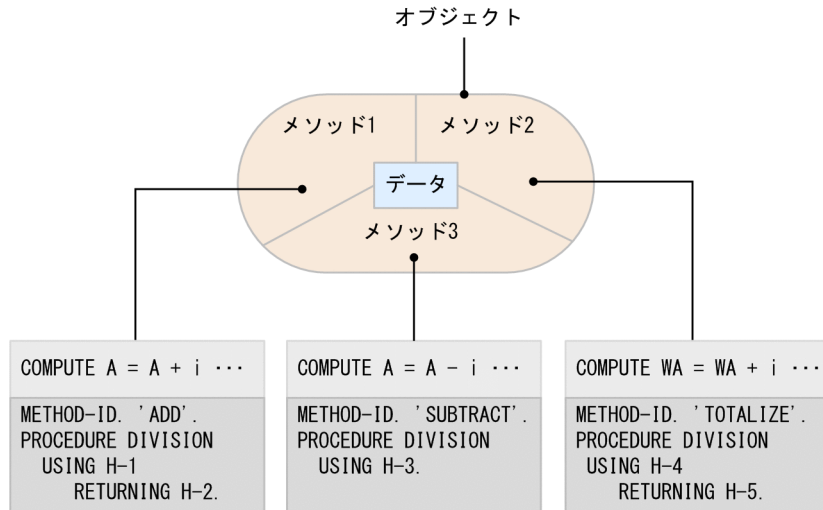 オブジェクト
メソッド1
メソッド2
データ
メソッド3
COMPUTE A = A + i ･･･
METHOD-ID. 'ADD'.
PROCEDURE DIVISION
USING H-1
RETURNING H-2.
COMPUTE A = A - i ･･･
METHOD-ID. 'SUBTRACT'.
PROCEDURE DIVISION
USING H-3.
COMPUTE WA = WA + i ･･･
METHOD-ID. 'TOTALIZE'.
PROCEDURE DIVISION
USING H-4
RETURNING H-5.